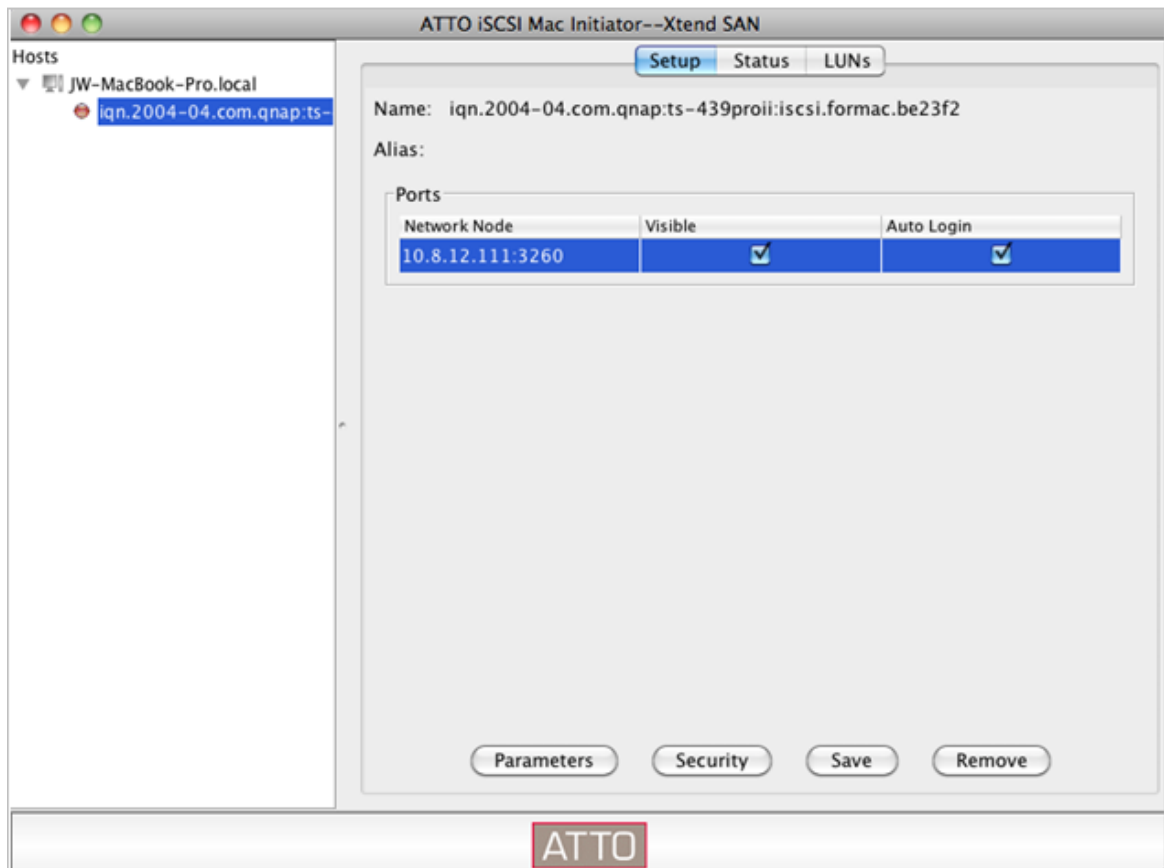 ATTO iSCSI Mac Initiator--Xtend SAN
Hosts
JW-MacBook-Pro.local
iqn.2004-04.com.qnap:ts-
Setup Status LUNs
Name: iqn.2004-04.com.qnap:ts-439proii:iscsi.formac.be23f2
Alias:
Ports
Network Node Visible Auto Login
10.8.12.111:3260
Parameters Security Save Remove
ATTO